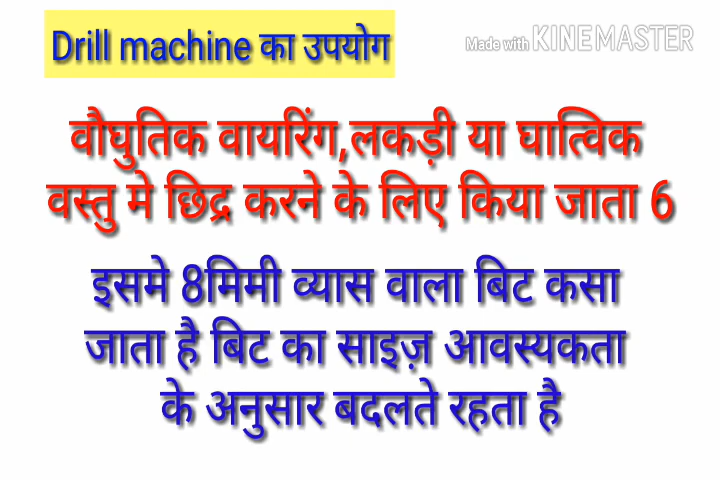 Drill machine का उपयोग
Made with KINEMASTER
वौघुतिक वायरिंग,लकड़ी या घात्विक
वस्तु मे छिद्र करने के लिए किया जाता 6
इसमे 8मिमी व्यास वाला बिट कसा
जाता है बिट का साइज़ आवस्यकता
के अनुसार बदलते रहता है